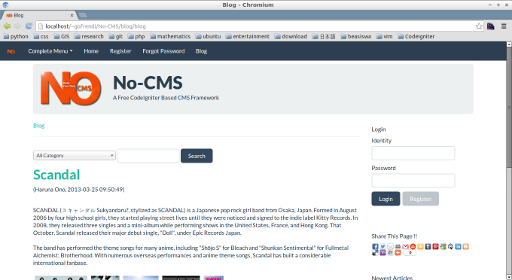 Blog - Chromium
Blog
localhost/~gofrendi/No-CMS/blog/blog
python css GIS research git php mathematics ubuntu entertainment download 日本語 beasiswa vim CodeIgniter
Complete Menu Home Register Forgot Password Blog
NO CMS
No-CMS
A Free CodeIgniter Based CMS Framework
Blog
All Category Search
Scandal
(Haruna Ono, 2013-03-25 09:50:49)
SCANDAL (スキャンダル Sukyandaru?, stylized as SCANDAL) is a Japanese pop rock girl band from Osaka, Japan. Formed in August
2006 by four high school girls, they started playing street lives until they were noticed and signed to the indie label Kitty Records. In
2008, they released three singles and a mini-album while performing shows in the United States, France, and Hong Kong. That
October, Scandal released their major debut single, "Doll", under Epic Records Japan.
The band has performed the theme songs for many anime, including "Shōjo S" for Bleach and "Shunkan Sentimental" for Fullmetal
Alchemist: Brotherhood. With numerous overseas performances and anime theme songs, Scandal has built a considerable
international fanbase.
Login
Identity
Password
Login Register
Share This Page !!
Newest Articles